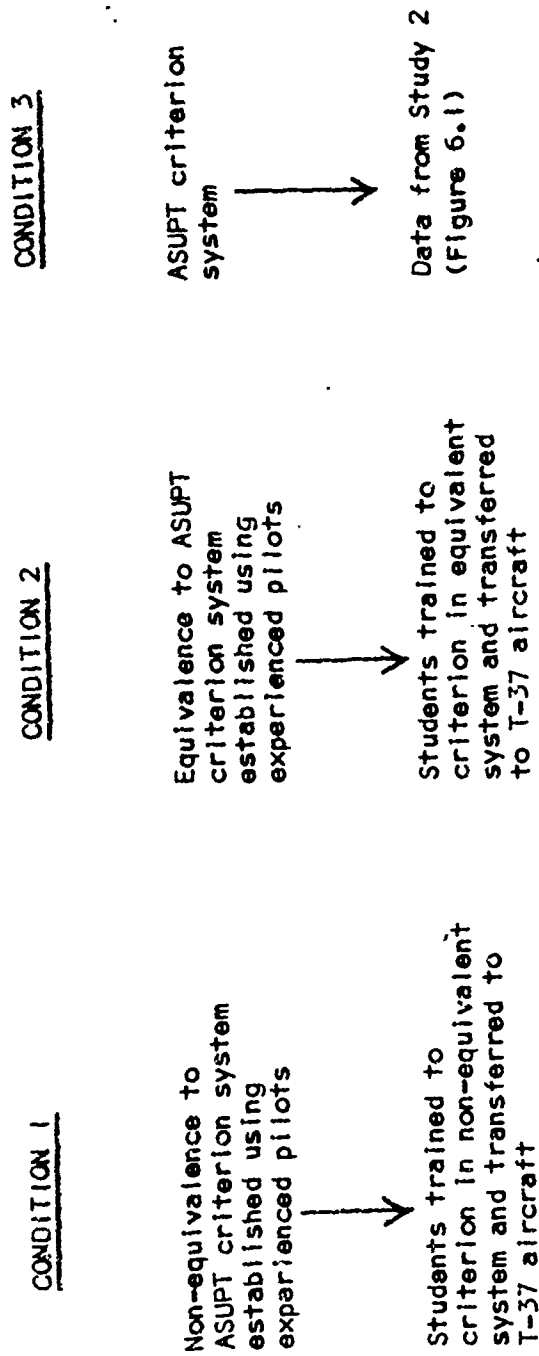 CONDITION 1
Non-equivalence to
ASUPT criterion system
established using
experienced pilots
Students trained to
criterion in non-equivalent
system and transferred to
T-37 aircraft
CONDITION 2
Equivalence to ASUPT
criterion system
established using
experienced pilots
Students trained to
criterion in equivalent
system and transferred
to T-37 aircraft
CONDITION 3
ASUPT criterion
system
Data from Study 2
(Figure 6.1)